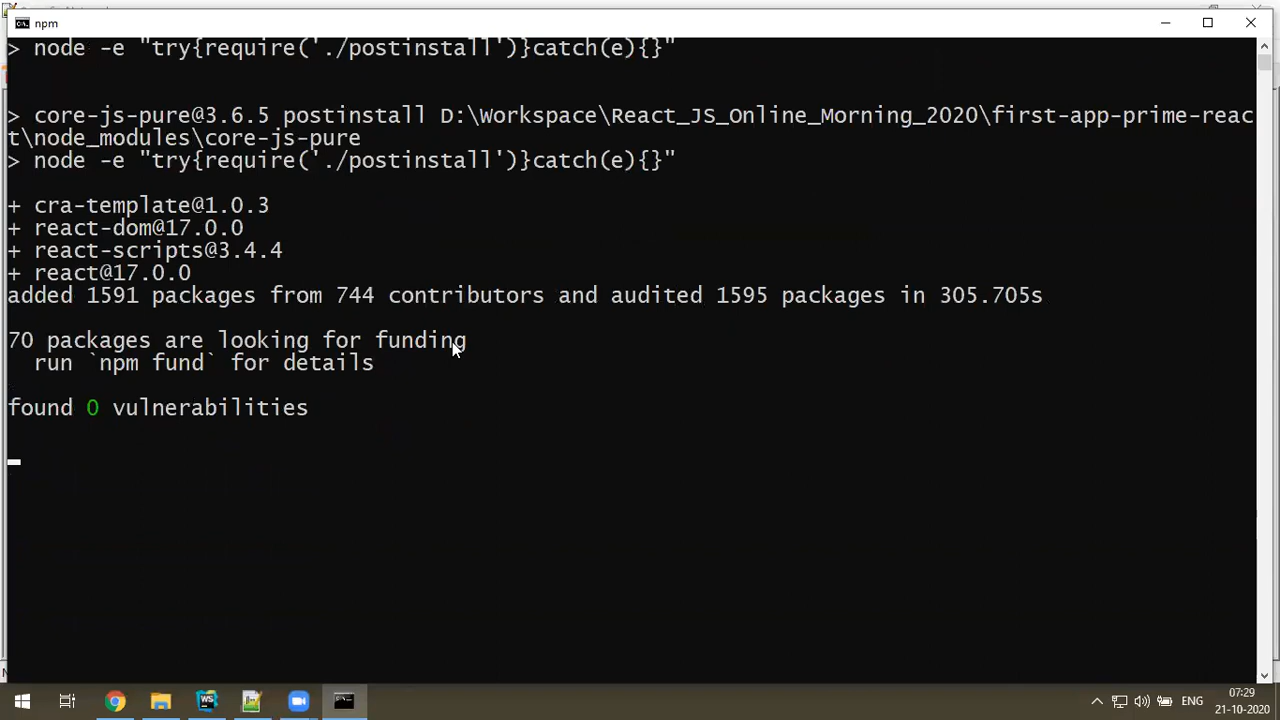 npm
> node -e "try{require('./postinstall')}catch(e){}"
> core-js-pure@3.6.5 postinstall D:\Workspace\React_JS_Online_Morning_2020\first-app-prime-reac
t\node_modules\core-js-pure
> node -e "try{require('./postinstall')}catch(e){}"
+ cra-template@1.0.3
+ react-dom@17.0.0
+ react-scripts@3.4.4
+ react@17.0.0
added 1591 packages from 744 contributors and audited 1595 packages in 305.705s
70 packages are looking for funding
run `npm fund` for details
found 0 vulnerabilities
ENG
07:29
21-10-2020